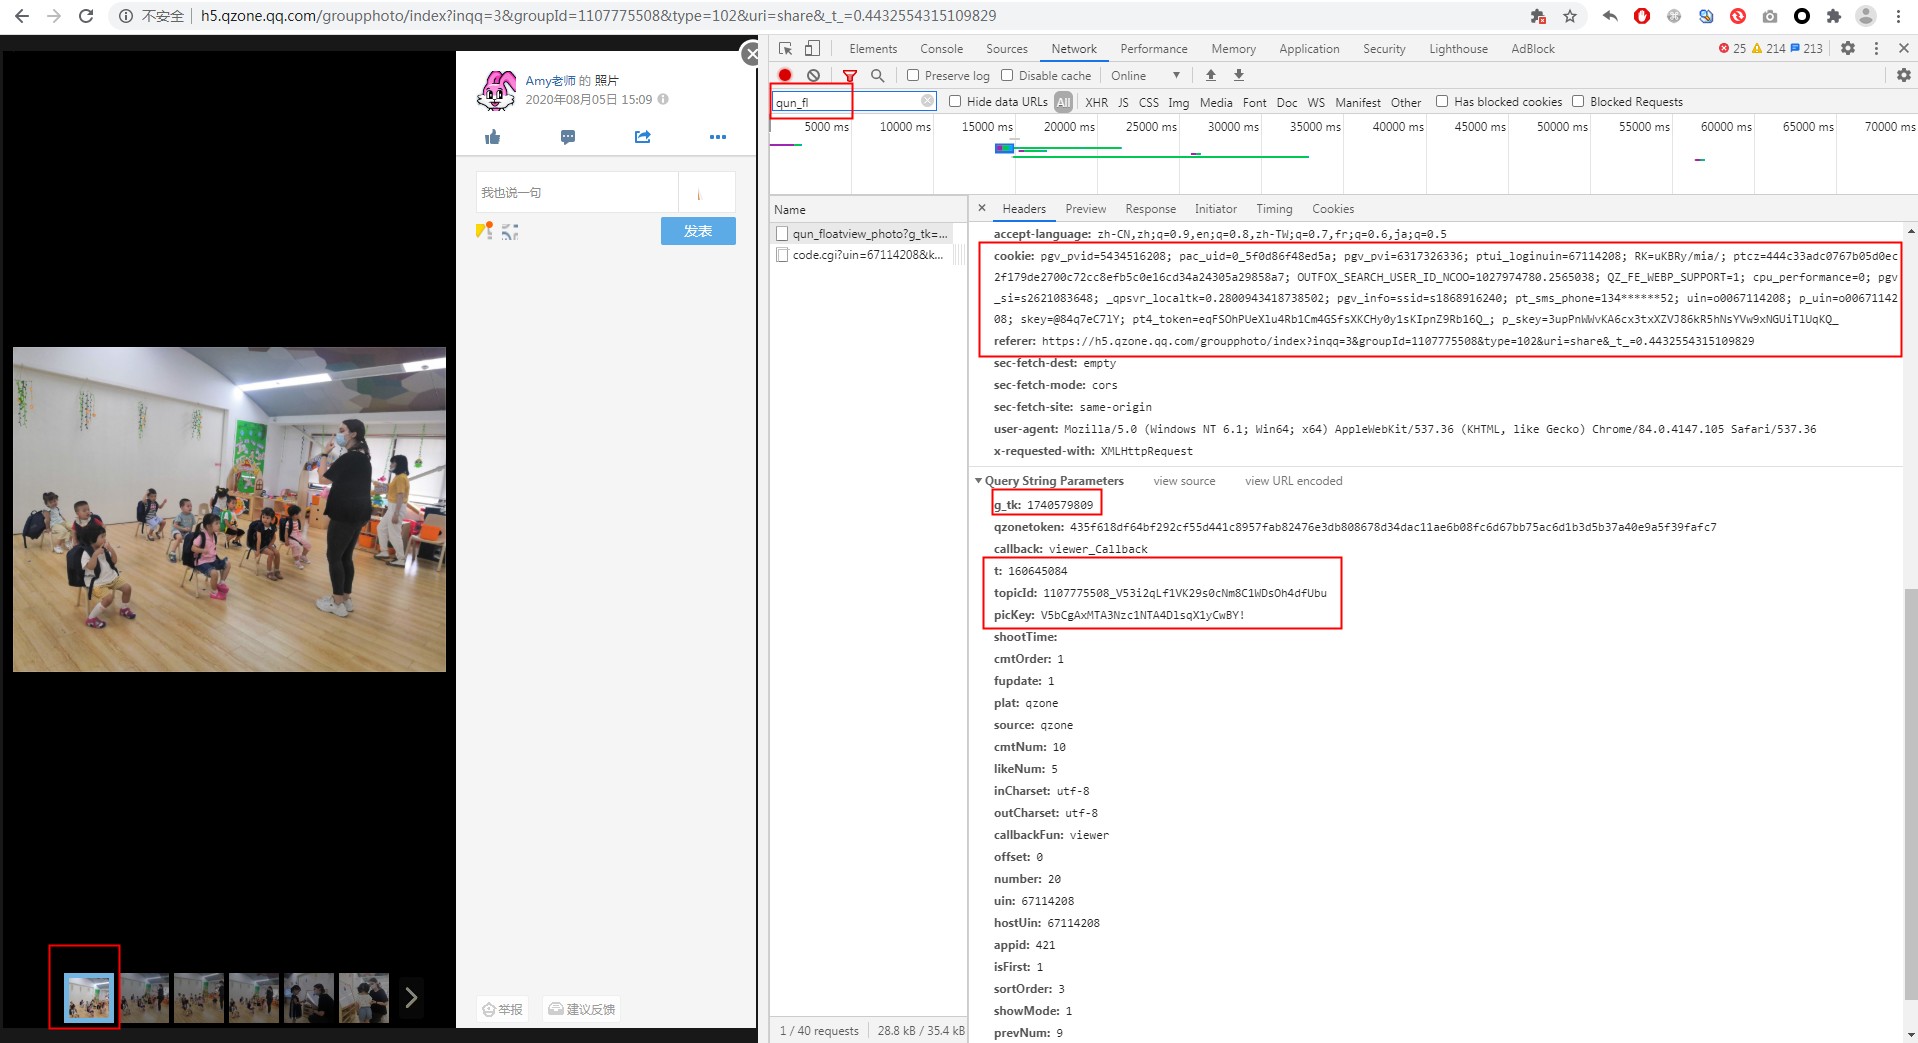 不安全 h5.qzone.qq.com/groupphoto/index?inqq=3&groupId=1107775508&type=102&uri=share&_t_=0.4432554315109829
Amy老师 的 照片
2020年08月05日 15:09
我也说一句
发表
举报 建议反馈
Elements Console Sources Network Performance Memory Application Security Lighthouse AdBlock 25 214 213
Preserve log Disable cache Online
qun_fl Hide data URLs All XHR JS CSS Img Media Font Doc WS Manifest Other Has blocked cookies Blocked Requests
5000 ms 10000 ms 15000 ms 20000 ms 25000 ms 30000 ms 35000 ms 40000 ms 45000 ms 50000 ms 55000 ms 60000 ms 65000 ms 70000 ms
Name
qun_floatview_photo?g_tk=...
code.cgi?uin=67114208&k...
1 / 40 requests 28.8 kB / 35.4 kB
Headers Preview Response Initiator Timing Cookies
accept-language: zh-CN,zh;q=0.9,en;q=0.8,zh-TW;q=0.7,fr;q=0.6,ja;q=0.5
cookie: pgv_pvid=5434516208; pac_uid=0_5f0d86f48ed5a; pgv_pvi=6317326336; ptui_loginuin=67114208; RK=uKBRy/mia/; ptcz=444c33adc0767b05d0ec
2f179de2700c72cc8efb5c0e16cd34a24305a29858a7; OUTFOX_SEARCH_USER_ID_NCOO=1027974780.2565038; QZ_FE_WEBP_SUPPORT=1; cpu_performance=0; pgv
_si=s2621083648; _qpsvr_localtk=0.2800943418738502; pgv_info=ssid=s1868916240; pt_sms_phone=134******52; uin=o0067114208; p_uin=o00671142
08; skey=@84q7eC7lY; pt4_token=eqFSOhPUeXlu4Rb1Cm4GSfsXKCHy0y1sKIpnZ9Rb16Q_; p_skey=3upPnWWvKA6cx3txXZVJ86kR5hNsYVw9xNGUiTlUqKQ_
referer: https://h5.qzone.qq.com/groupphoto/index?inqq=3&groupId=1107775508&type=102&uri=share&_t_=0.4432554315109829
sec-fetch-dest: empty
sec-fetch-mode: cors
sec-fetch-site: same-origin
user-agent: Mozilla/5.0 (Windows NT 6.1; Win64; x64) AppleWebKit/537.36 (KHTML, like Gecko) Chrome/84.0.4147.105 Safari/537.36
x-requested-with: XMLHttpRequest
Query String Parameters view source view URL encoded
g_tk: 1740579809
qzonetoken: 435f618df64bf292cf55d441c8957fab82476e3db808678d34dac11ae6b08fc6d67bb75ac6d1b3d5b37a40e9a5f39fafc7
callback: viewer_Callback
t: 160645084
topicId: 1107775508_V53i2qLf1VK29s0cNm8C1WDsOh4dfUbu
picKey: V5bCgAxMTA3Nzc1NTA4DlsqX1yCwBY!
shootTime:
cmtOrder: 1
fupdate: 1
plat: qzone
source: qzone
cmtNum: 10
likeNum: 5
inCharset: utf-8
outCharset: utf-8
callbackFun: viewer
offset: 0
number: 20
uin: 67114208
hostUin: 67114208
appid: 421
isFirst: 1
sortOrder: 3
showMode: 1
prevNum: 9